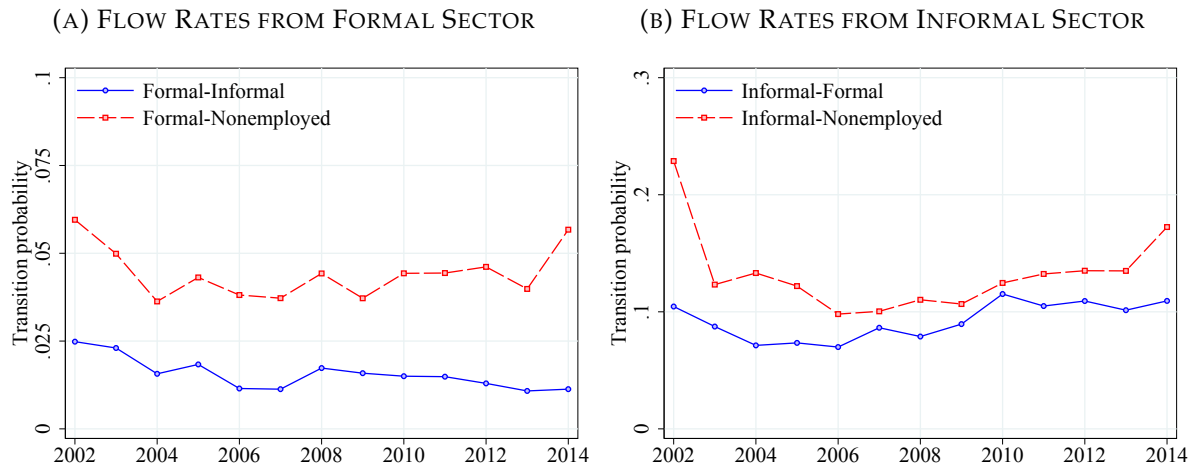 (A) FLOW RATES FROM FORMAL SECTOR
Transition probability
.1
.075
.05
.025
0
Formal-Informal
Formal-Nonemployed
2002 2004 2006 2008 2010 2012 2014
(B) FLOW RATES FROM INFORMAL SECTOR
Transition probability
.3
.2
.1
0
Informal-Formal
Informal-Nonemployed
2002 2004 2006 2008 2010 2012 2014